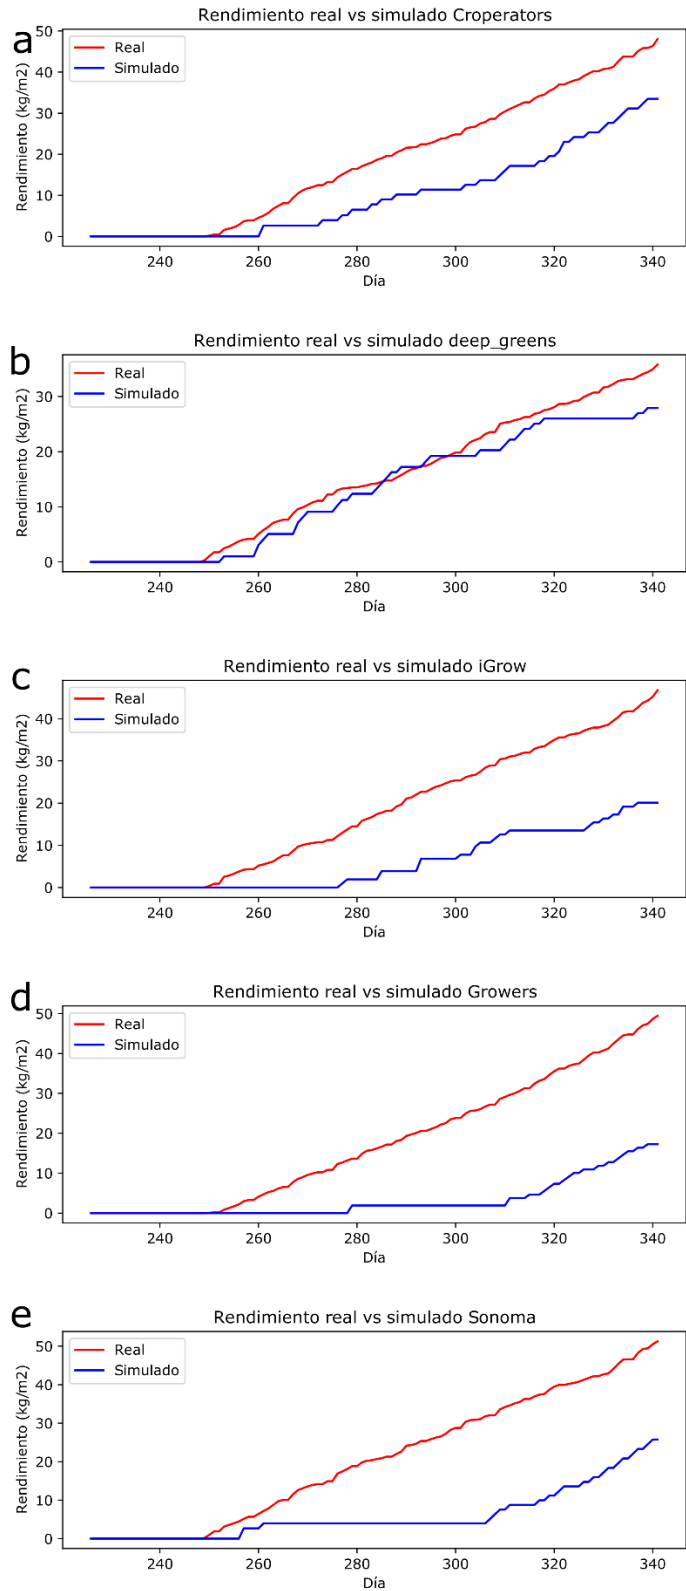 a
Rendimiento real vs simulado Croperators
Real
Simulado
Rendimiento (kg/m2)
50
40
30
20
10
0
240 260 280 300 320 340
Día
b
Rendimiento real vs simulado deep_greens
Real
Simulado
Rendimiento (kg/m2)
30
20
10
0
240 260 280 300 320 340
Día
c
Rendimiento real vs simulado iGrow
Real
Simulado
Rendimiento (kg/m2)
40
30
20
10
0
240 260 280 300 320 340
Día
d
Rendimiento real vs simulado Growers
Real
Simulado
Rendimiento (kg/m2)
50
40
30
20
10
0
240 260 280 300 320 340
Día
e
Rendimiento real vs simulado Sonoma
Real
Simulado
Rendimiento (kg/m2)
50
40
30
20
10
0
240 260 280 300 320 340
Día